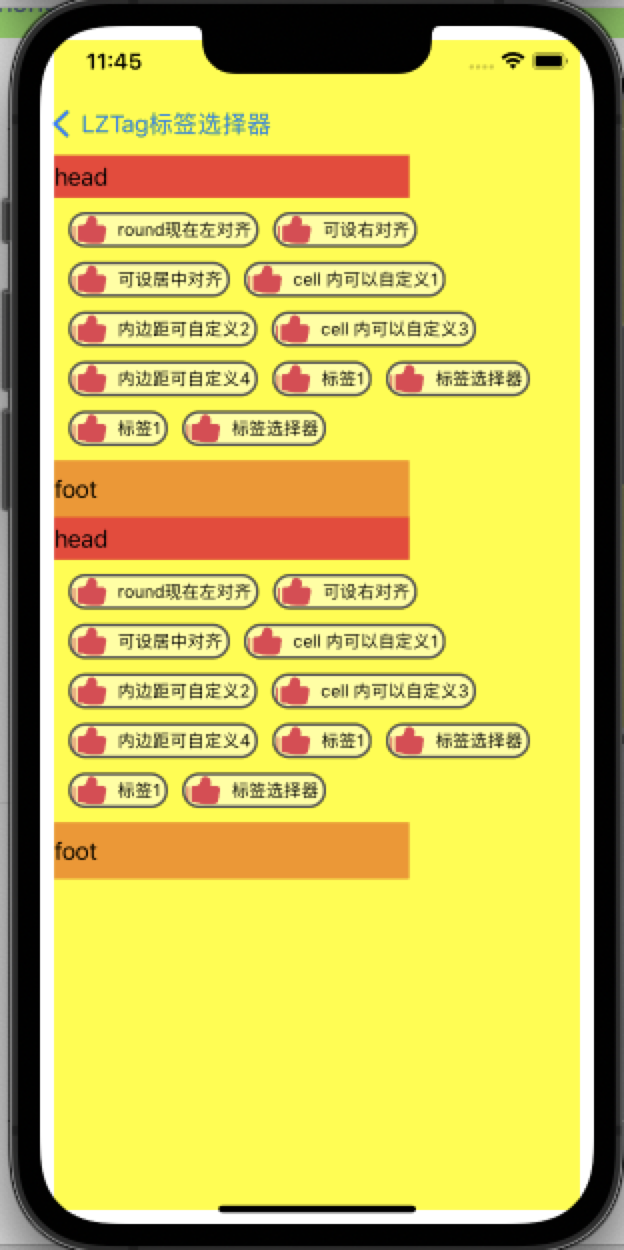 11:45
LZTag标签选择器
head
round现在左对齐 可设右对齐
可设居中对齐 cell 内可以自定义1
内边距可自定义2 cell 内可以自定义3
内边距可自定义4 标签1 标签选择器
标签1 标签选择器
foot
head
round现在左对齐 可设右对齐
可设居中对齐 cell 内可以自定义1
内边距可自定义2 cell 内可以自定义3
内边距可自定义4 标签1 标签选择器
标签1 标签选择器
foot